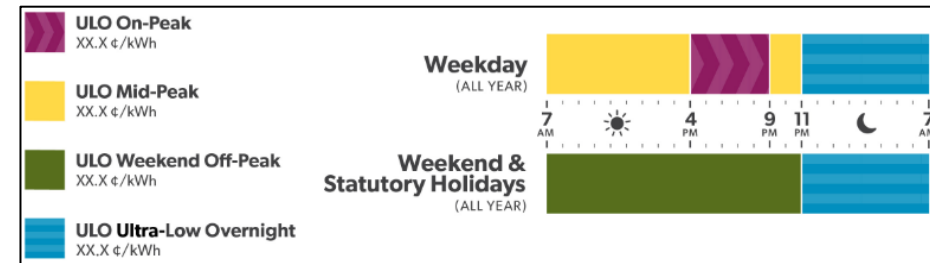 ULO On-Peak
XX.X ¢/kWh
ULO Mid-Peak
XX.X ¢/kWh
ULO Weekend Off-Peak
XX.X ¢/kWh
ULO Ultra-Low Overnight
XX.X ¢/kWh
Weekday
(ALL YEAR)
7 4 9 11 7
AM PM PM PM AM
Weekend &
Statutory Holidays
(ALL YEAR)